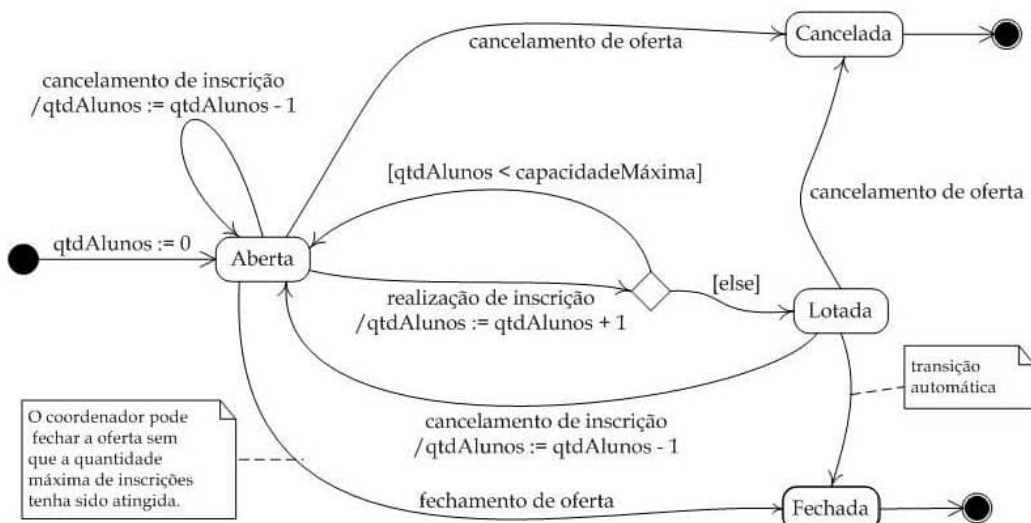 cancelamento de oferta
Cancelada
cancelamento de inscrição
/qtdAlunos := qtdAlunos - 1
[qtdAlunos < capacidadeMáxima]
cancelamento de oferta
qtdAlunos := 0
Aberta
[else]
realização de inscrição
/qtdAlunos := qtdAlunos + 1
Lotada
transição
automática
O coordenador pode
fechar a oferta sem
que a quantidade
máxima de inscrições
tenha sido atingida.
cancelamento de inscrição
/qtdAlunos := qtdAlunos - 1
fechamento de oferta
Fechada